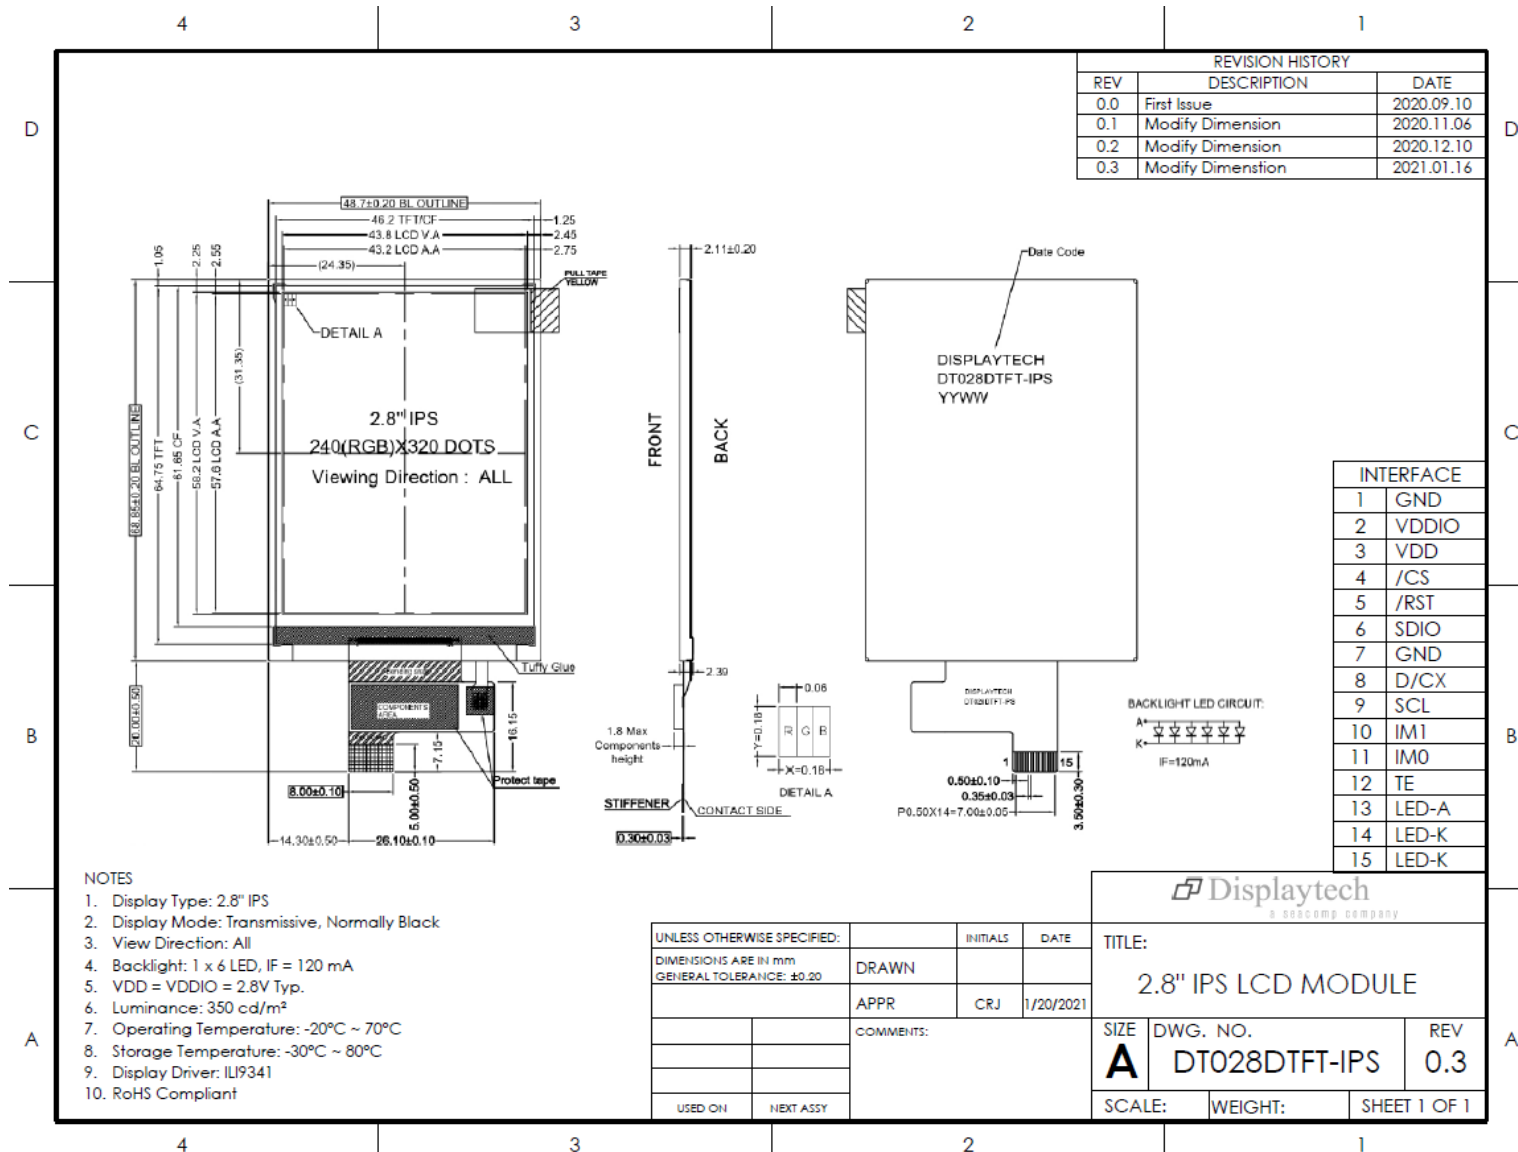 4 3 2 1
REVISION HISTORY
REV DESCRIPTION DATE
0.0 First Issue 2020.09.10
0.1 Modify Dimension 2020.11.06
0.2 Modify Dimension 2020.12.10
0.3 Modify Dimenstion 2021.01.16
D D
48.7±0.20 BL OUTLINE
46.2 TFT/CF 1.25
43.8 LCD V.A 2.45
43.2 LCD A.A 2.75
(24.35)
1.05
2.25
2.55
PULL TAPE
YELLOW
DETAIL A
(31.35)
68.85±0.20 BL OUTLINE
64.75 TFT
61.65 CF
58.2 LCD V.A
57.6 LCD A.A
2.8" IPS
240(RGB)X320 DOTS
Viewing Direction : ALL
2.11±0.20
FRONT
BACK
Date Code
DISPLAYTECH
DT028DTFT-IPS
YYWW
C C
INTERFACE
1 GND
2 VDDIO
3 VDD
4 /CS
5 /RST
6 SDIO
7 GND
8 D/CX
9 SCL
10 IM1
11 IM0
12 TE
13 LED-A
14 LED-K
15 LED-K
Tuffy Glue
COMPONENTS
AREA
20.00±0.50
16.15
7.15
Protect tape
8.00±0.10
5.00±0.50
14.30±0.50
26.10±0.10
2.39
1.8 Max
Components
height
STIFFENER
CONTACT SIDE
0.30±0.03
0.06
Y=0.18
R G B
X=0.18
DETAIL A
DISPLAYTECH
DT028DTFT-IPS
1 15
0.50±0.10
0.35±0.03
P0.50X14=7.00±0.05
3.50±0.30
BACKLIGHT LED CIRCUIT:
A
K
IF=120mA
B B
NOTES
1. Display Type: 2.8" IPS
2. Display Mode: Transmissive, Normally Black
3. View Direction: All
4. Backlight: 1 x 6 LED, IF = 120 mA
5. VDD = VDDIO = 2.8V Typ.
6. Luminance: 350 cd/m²
7. Operating Temperature: -20°C ~ 70°C
8. Storage Temperature: -30°C ~ 80°C
9. Display Driver: ILI9341
10. RoHS Compliant
UNLESS OTHERWISE SPECIFIED:
DIMENSIONS ARE IN mm
GENERAL TOLERANCE: ±0.20
INITIALS DATE
DRAWN
APPR CRJ 1/20/2021
COMMENTS:
USED ON NEXT ASSY
Displaytech
a seacomp company
TITLE:
2.8" IPS LCD MODULE
SIZE DWG. NO. REV
A DT028DTFT-IPS 0.3
SCALE: WEIGHT: SHEET 1 OF 1
A A
4 3 2 1